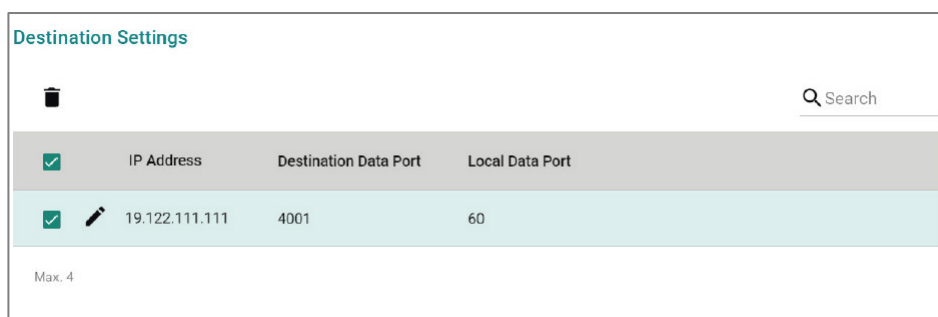 Destination Settings
Search
IP Address Destination Data Port Local Data Port
19.122.111.111 4001 60
Max. 4